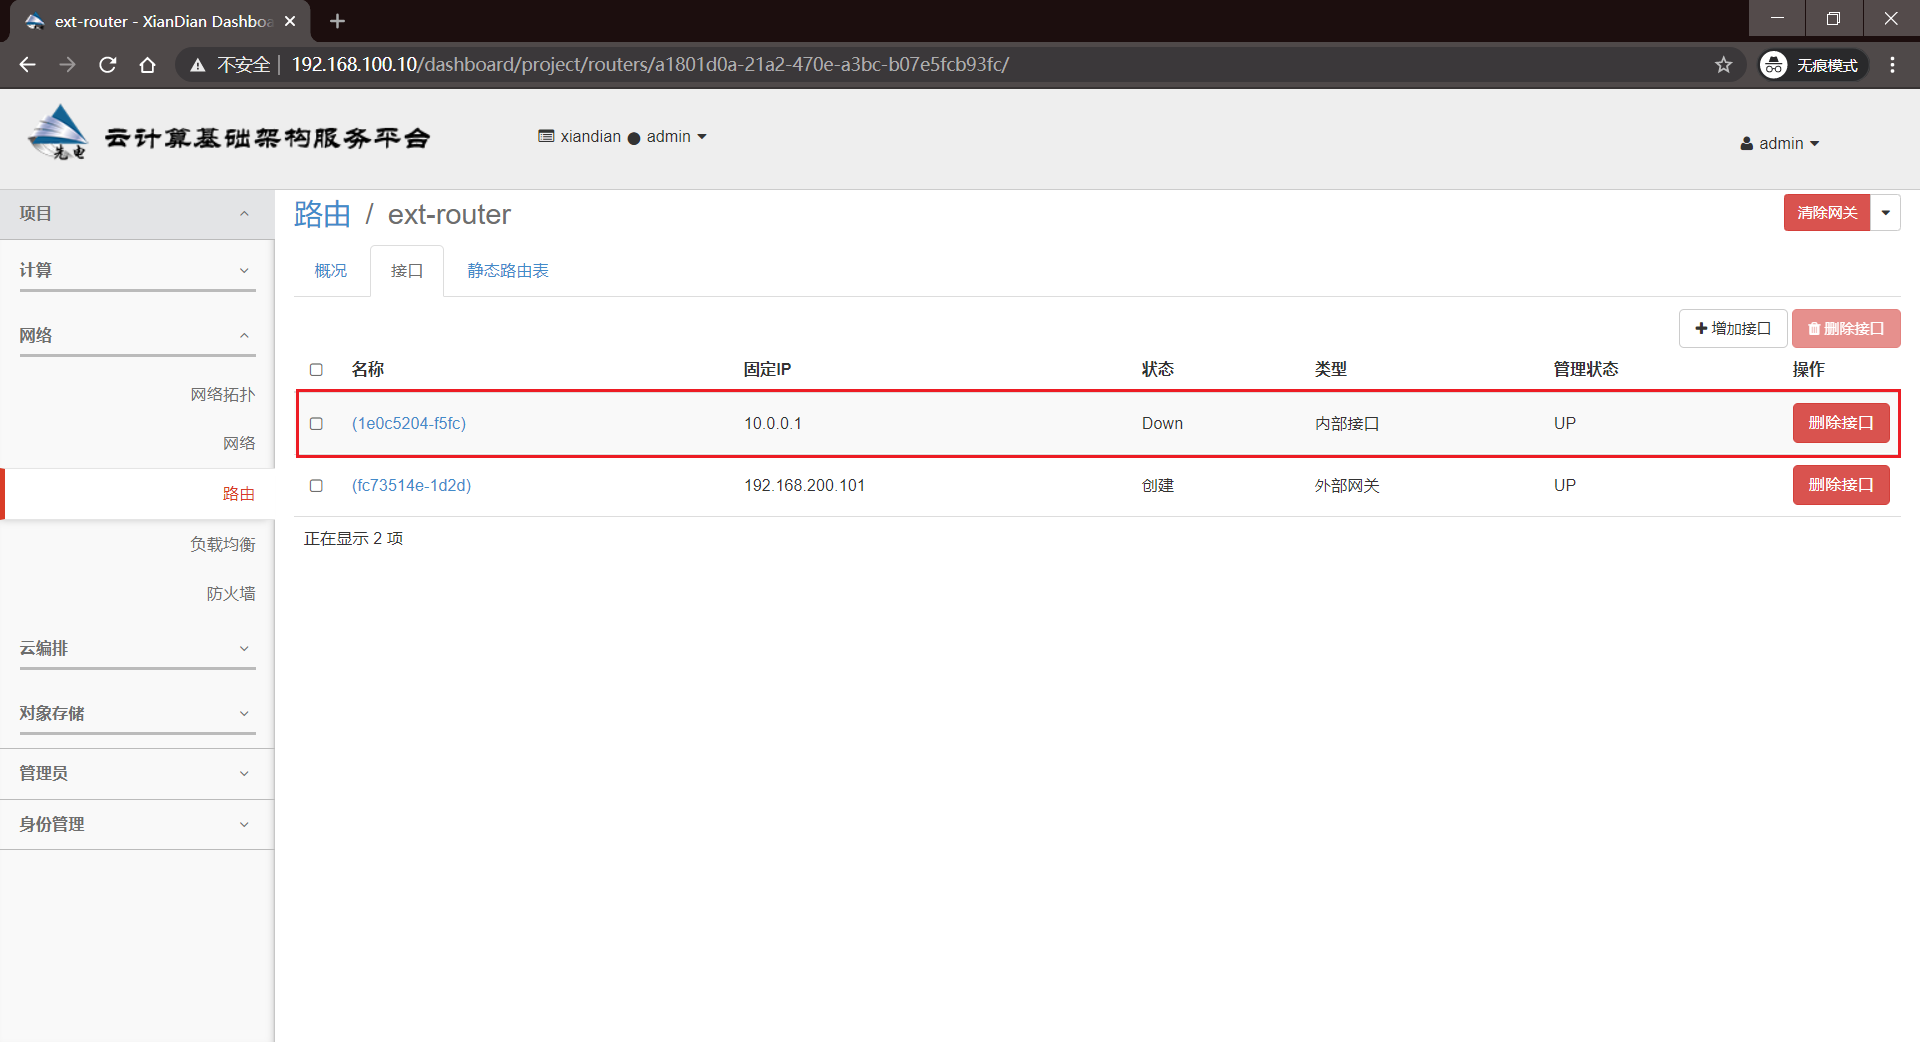 ext-router - XianDian Dashboa
不安全 192.168.100.10/dashboard/project/routers/a1801d0a-21a2-470e-a3bc-b07e5fcb93fc/ 无痕模式
先电 云计算基础架构服务平台 xiandian ● admin admin
项目
计算
网络
网络拓扑
网络
路由
负载均衡
防火墙
云编排
对象存储
管理员
身份管理
路由 / ext-router 清除网关
概况 接口 静态路由表
增加接口 删除接口
名称 固定IP 状态 类型 管理状态 操作
(1e0c5204-f5fc) 10.0.0.1 Down 内部接口 UP 删除接口
(fc73514e-1d2d) 192.168.200.101 创建 外部网关 UP 删除接口
正在显示 2 项